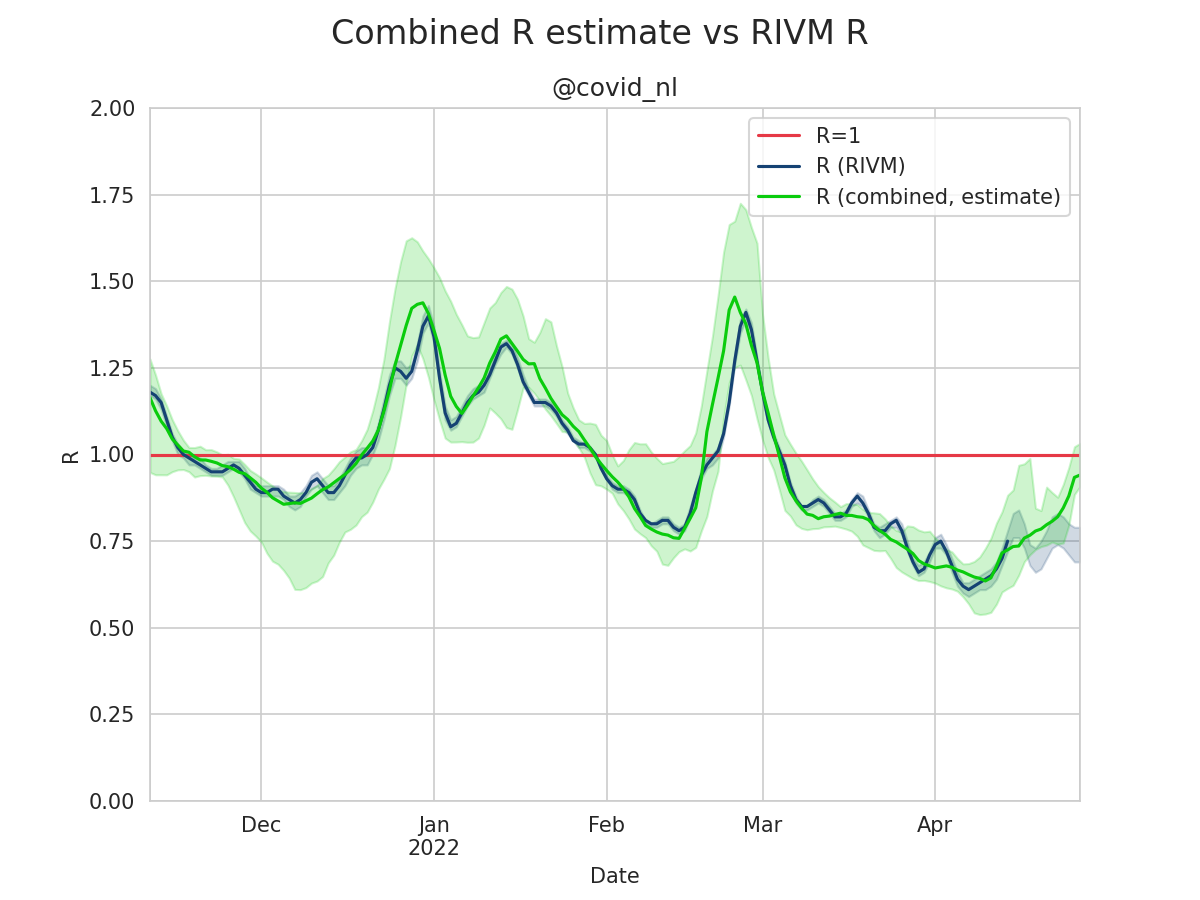 Combined R estimate vs RIVM R
@covid_nl
R=1
R (RIVM)
R (combined, estimate)
2.00
1.75
1.50
1.25
1.00
0.75
0.50
0.25
0.00
R
Dec
Jan
2022
Feb
Mar
Apr
Date